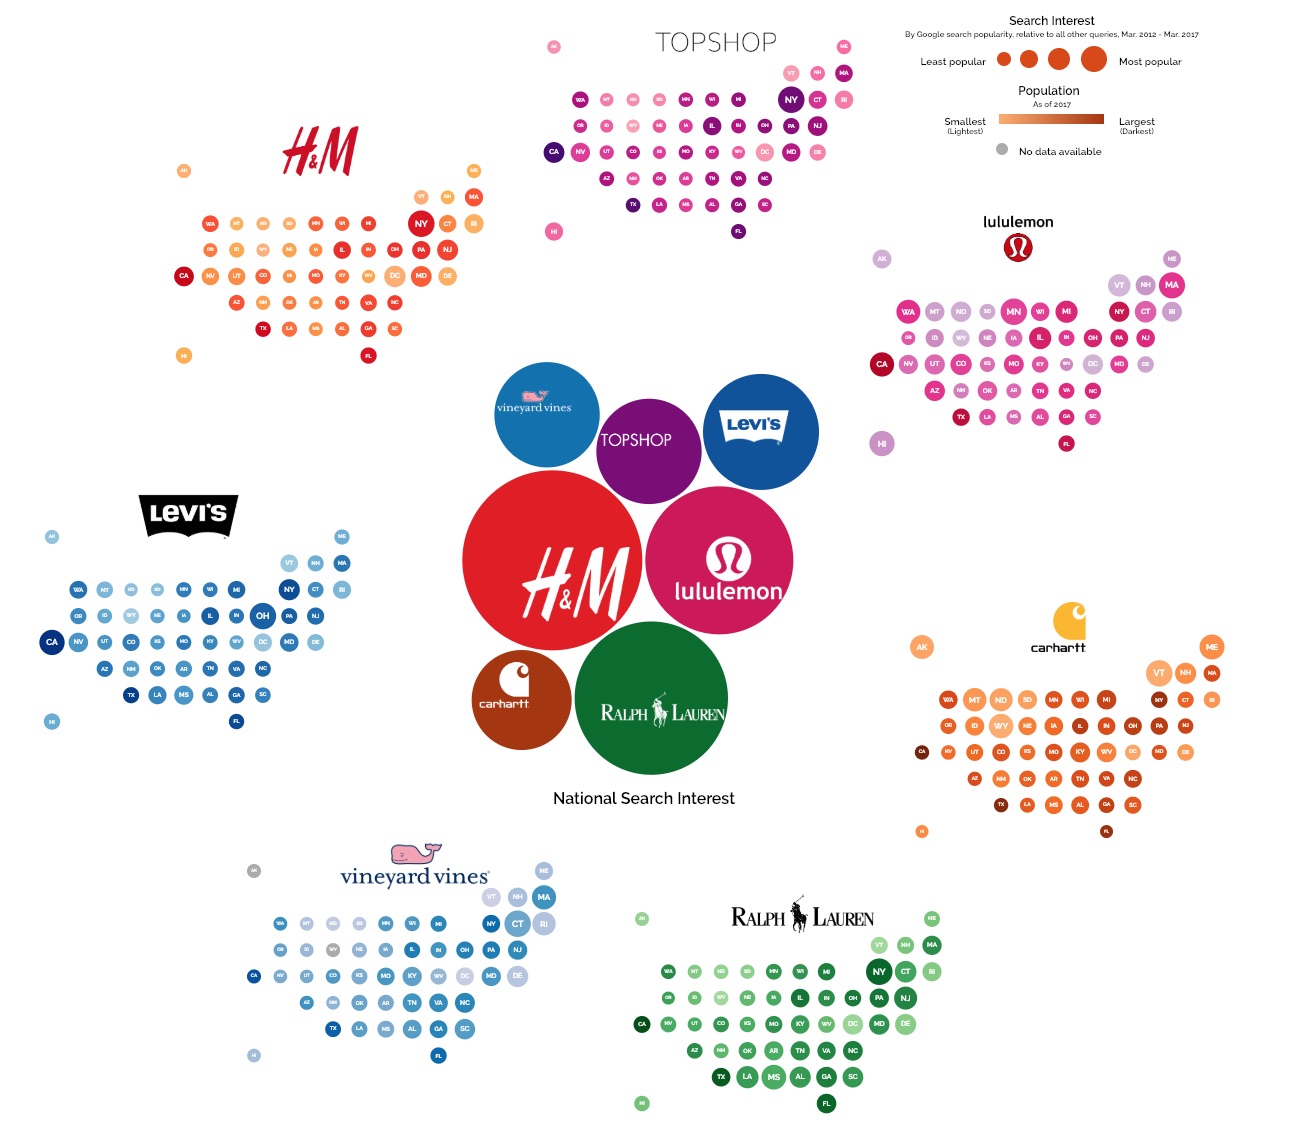 Search Interest
By Google search popularity, relative to all other queries, Mar. 2012 - Mar. 2017
Least popular
Most popular
Population
As of 2017
Smallest
(Lightest)
Largest
(Darkest)
No data available
TOPSHOP
AK ME
VT NH MA
WA MT ND SD MN WI MI NY CT RI
OR ID WY NE IA IL IN OH PA NJ
CA NV UT CO KS MO KY WV DC MD DE
AZ NM OK AR TN VA NC
TX LA MS AL GA SC
HI FL
H&M
AK ME
VT NH MA
WA MT ND SD MN WI MI NY CT RI
OR ID WY NE IA IL IN OH PA NJ
CA NV UT CO KS MO KY WV DC MD DE
AZ NM OK AR TN VA NC
TX LA MS AL GA SC
HI FL
lululemon
AK ME
VT NH MA
WA MT ND SD MN WI MI NY CT RI
OR ID WY NE IA IL IN OH PA NJ
CA NV UT CO KS MO KY WV DC MD DE
AZ NM OK AR TN VA NC
TX LA MS AL GA SC
HI FL
vineyard vines
TOPSHOP
LEVI'S
H&M
lululemon
carhartt
RALPH LAUREN
National Search Interest
LEVI'S
AK ME
VT NH MA
WA MT ND SD MN WI MI NY CT RI
OR ID WY NE IA IL IN OH PA NJ
CA NV UT CO KS MO KY WV DC MD DE
AZ NM OK AR TN VA NC
TX LA MS AL GA SC
HI FL
carhartt
AK ME
VT NH MA
WA MT ND SD MN WI MI NY CT RI
OR ID WY NE IA IL IN OH PA NJ
CA NV UT CO KS MO KY WV DC MD DE
AZ NM OK AR TN VA NC
TX LA MS AL GA SC
HI FL
vineyard vines
AK ME
VT NH MA
WA MT ND SD MN WI MI NY CT RI
OR ID WY NE IA IL IN OH PA NJ
CA NV UT CO KS MO KY WV DC MD DE
AZ NM OK AR TN VA NC
TX LA MS AL GA SC
HI FL
RALPH LAUREN
AK ME
VT NH MA
WA MT ND SD MN WI MI NY CT RI
OR ID WY NE IA IL IN OH PA NJ
CA NV UT CO KS MO KY WV DC MD DE
AZ NM OK AR TN VA NC
TX LA MS AL GA SC
HI FL